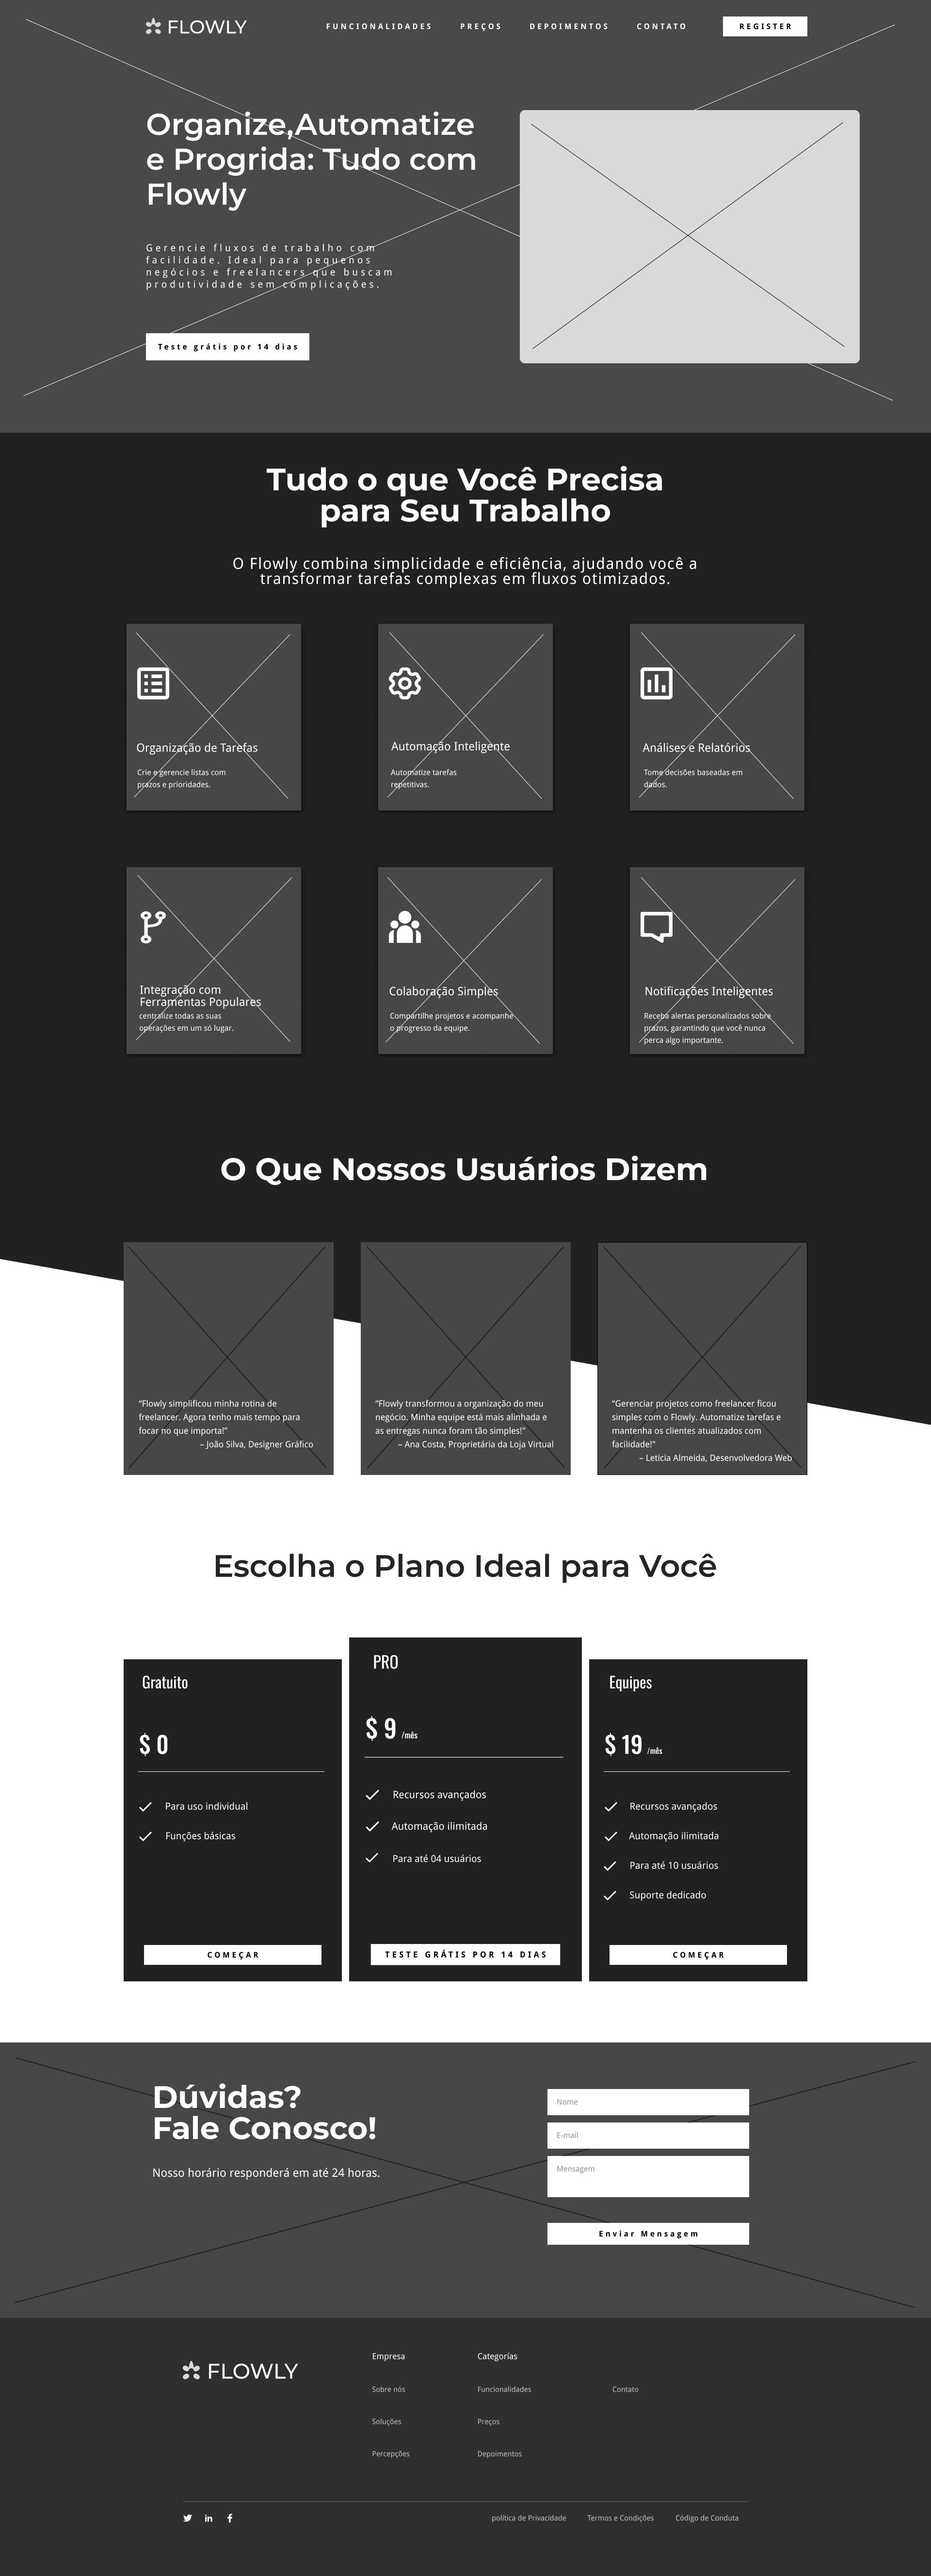 FLOWLY
FUNCIONALIDADES
PREÇOS
DEPOIMENTOS
CONTATO
REGISTER
Organize,Automatize
e Progrida: Tudo com
Flowly
Gerencie fluxos de trabalho com
facilidade. Ideal para pequenos
negócios e freelancers que buscam
produtividade sem complicações.
Teste grátis por 14 dias
Tudo o que Você Precisa
para Seu Trabalho
O Flowly combina simplicidade e eficiência, ajudando você a
transformar tarefas complexas em fluxos otimizados.
Organização de Tarefas
Crie e gerencie listas com
prazos e prioridades.
Automação Inteligente
Automatize tarefas
repetitivas.
Análises e Relatórios
Tome decisões baseadas em
dados.
Integração com
Ferramentas Populares
centralize todas as suas
operações em um só lugar.
Colaboração Simples
Compartilhe projetos e acompanhe
o progresso da equipe.
Notificações Inteligentes
Receba alertas personalizados sobre
prazos, garantindo que você nunca
perca algo importante.
O Que Nossos Usuários Dizem
"Flowly simplificou minha rotina de
freelancer. Agora tenho mais tempo para
focar no que importa!"
– João Silva, Designer Gráfico
"Flowly transformou a organização do meu
negócio. Minha equipe está mais alinhada e
as entregas nunca foram tão simples!"
– Ana Costa, Proprietária da Loja Virtual
"Gerenciar projetos como freelancer ficou
simples com o Flowly. Automatize tarefas e
mantenha os clientes atualizados com
facilidade!"
– Leticia Almeida, Desenvolvedora Web
Escolha o Plano Ideal para Você
Gratuito
$ 0
Para uso individual
Funções básicas
COMEÇAR
PRO
$ 9 /mês
Recursos avançados
Automação ilimitada
Para até 04 usuários
TESTE GRÁTIS POR 14 DIAS
Equipes
$ 19 /mês
Recursos avançados
Automação ilimitada
Para até 10 usuários
Suporte dedicado
COMEÇAR
Dúvidas?
Fale Conosco!
Nosso horário responderá em até 24 horas.
Nome
E-mail
Mensagem
Enviar Mensagem
FLOWLY
Empresa
Sobre nós
Soluções
Percepções
Categorías
Funcionalidades
Preços
Depoimentos
Contato
política de Privacidade
Termos e Condições
Código de Conduta